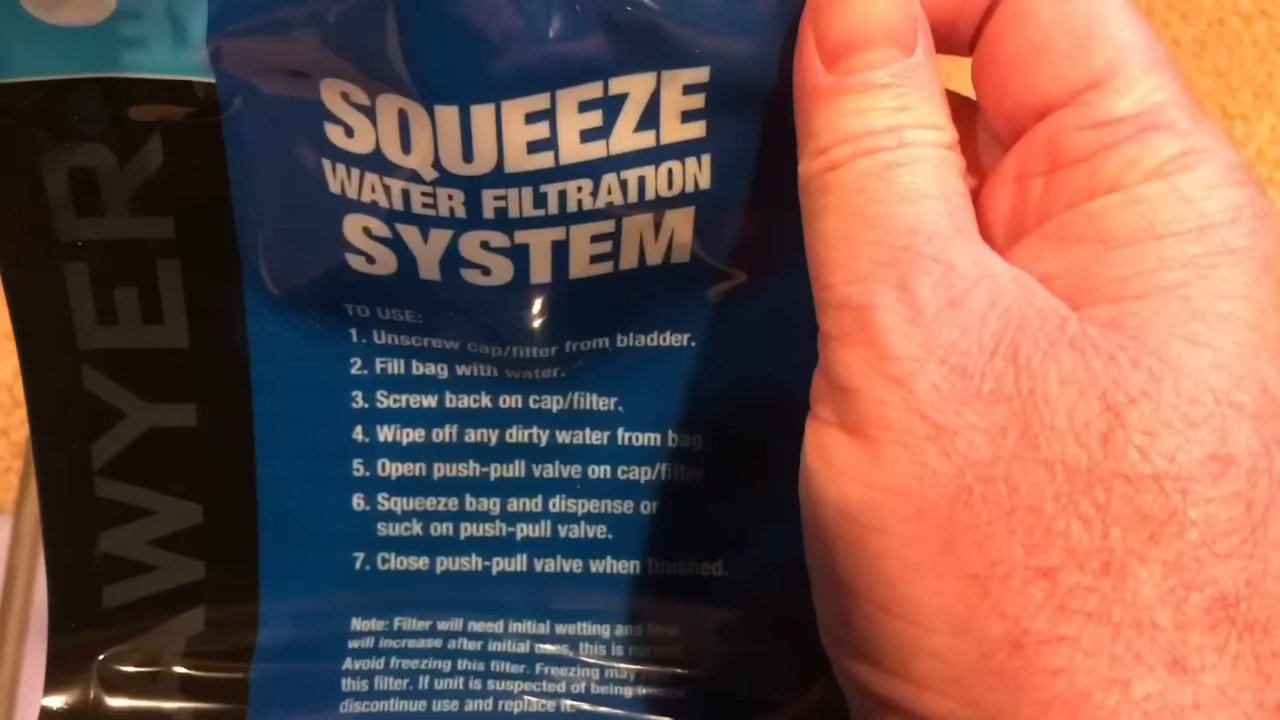 AWYER
SQUEEZE
WATER FILTRATION
SYSTEM
TO USE:
1. Unscrew cap/filter from bladder.
2. Fill bag with water.
3. Screw back on cap/filter.
4. Wipe off any dirty water from bag
5. Open push-pull valve on cap/filter
6. Squeeze bag and dispense or
suck on push-pull valve.
7. Close push-pull valve when finished.
Note: Filter will need initial wetting and flow
will increase after initial uses, this is normal
Avoid freezing this filter. Freezing may
this filter. If unit is suspected of being
discontinue use and replace it.